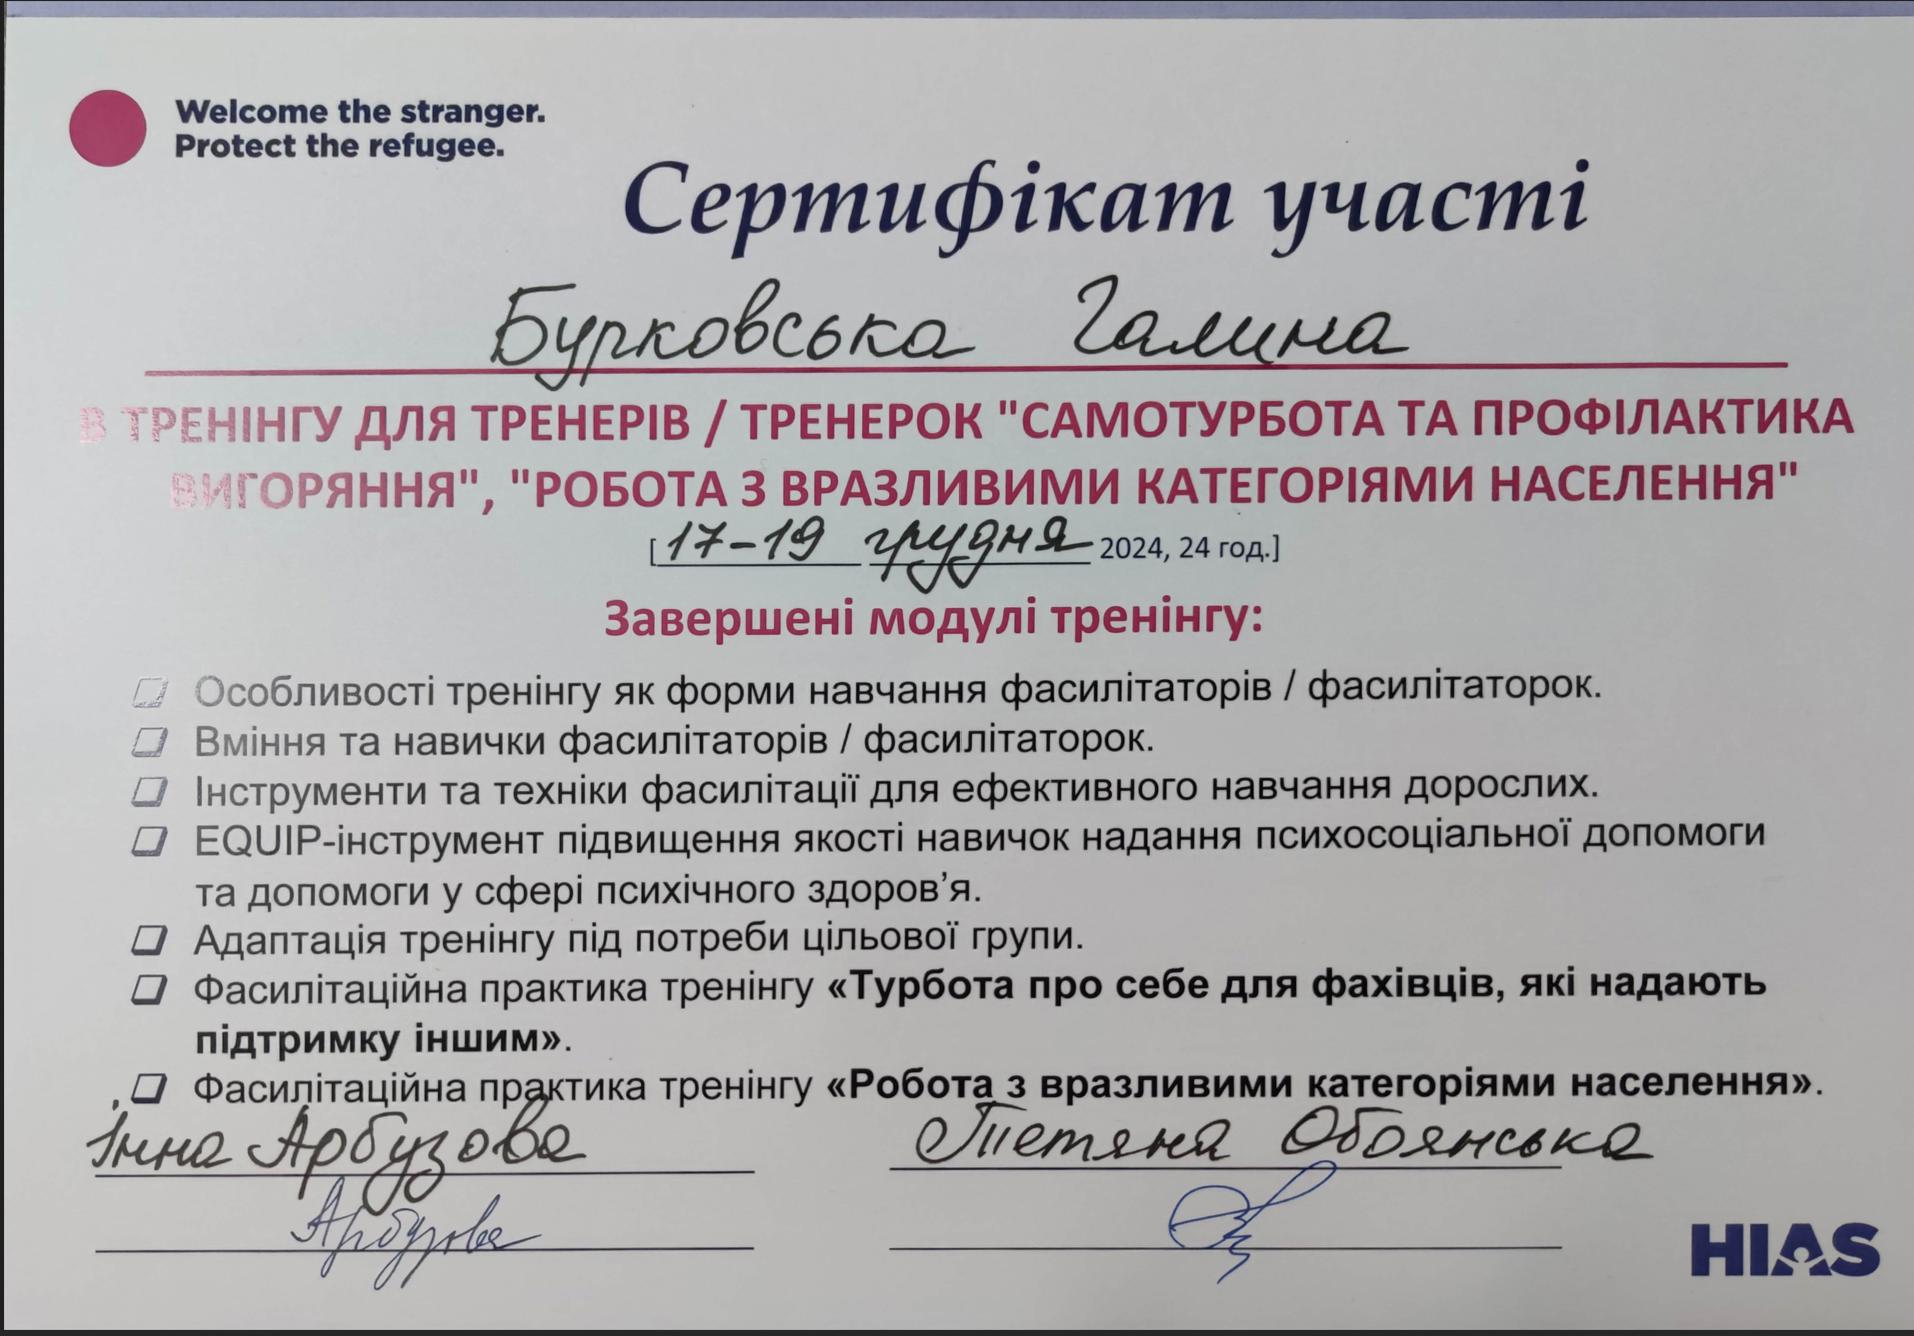 Welcome the stranger.
Protect the refugee.
Сертифікат участі
Бурковська Галина
В ТРЕНІНГУ ДЛЯ ТРЕНЕРІВ / ТРЕНЕРОК "САМОТУРБОТА ТА ПРОФІЛАКТИКА
ВИГОРЯННЯ", "РОБОТА З ВРАЗЛИВИМИ КАТЕГОРІЯМИ НАСЕЛЕННЯ"
[17-19 грудня 2024, 24 год.]
Завершені модулі тренінгу:
Особливості тренінгу як форми навчання фасилітаторів / фасилітаторок.
Вміння та навички фасилітаторів / фасилітаторок.
Інструменти та техніки фасилітації для ефективного навчання дорослих.
EQUIP-інструмент підвищення якості навичок надання психосоціальної допомоги
та допомоги у сфері психічного здоров’я.
Адаптація тренінгу під потреби цільової групи.
Фасилітаційна практика тренінгу «Турбота про себе для фахівців, які надають
підтримку іншим».
Фасилітаційна практика тренінгу «Робота з вразливими категоріями населення».
Інна Арбузова Тетяна Обоянська
Арбузова
HIAS